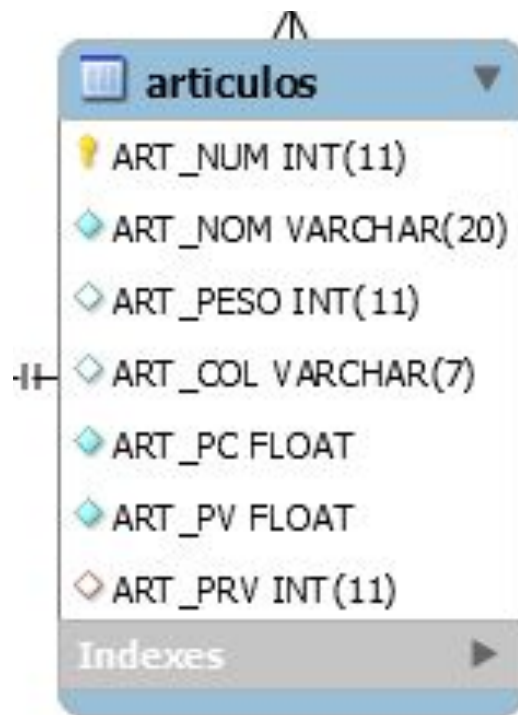 articulos
ART_NUM INT(11)
ART_NOM VARCHAR(20)
ART_PESO INT(11)
ART_COL VARCHAR(7)
ART_PC FLOAT
ART_PV FLOAT
ART_PRV INT(11)
Indexes